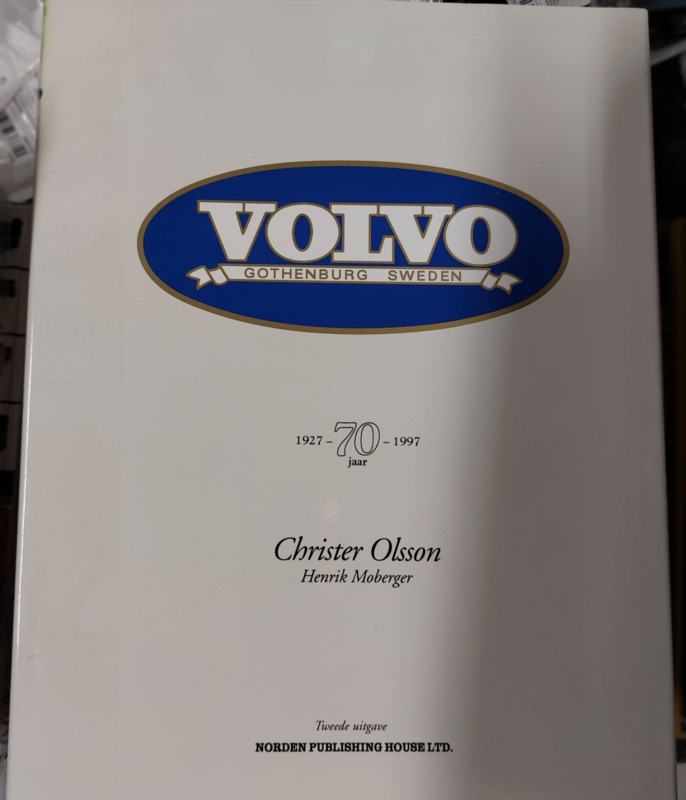 VOLVO
GOTHENBURG SWEDEN
1927 – 70 – 1997
jaar
Christer Olsson
Henrik Moberger
Tweede uitgave
NORDEN PUBLISHING HOUSE LTD.